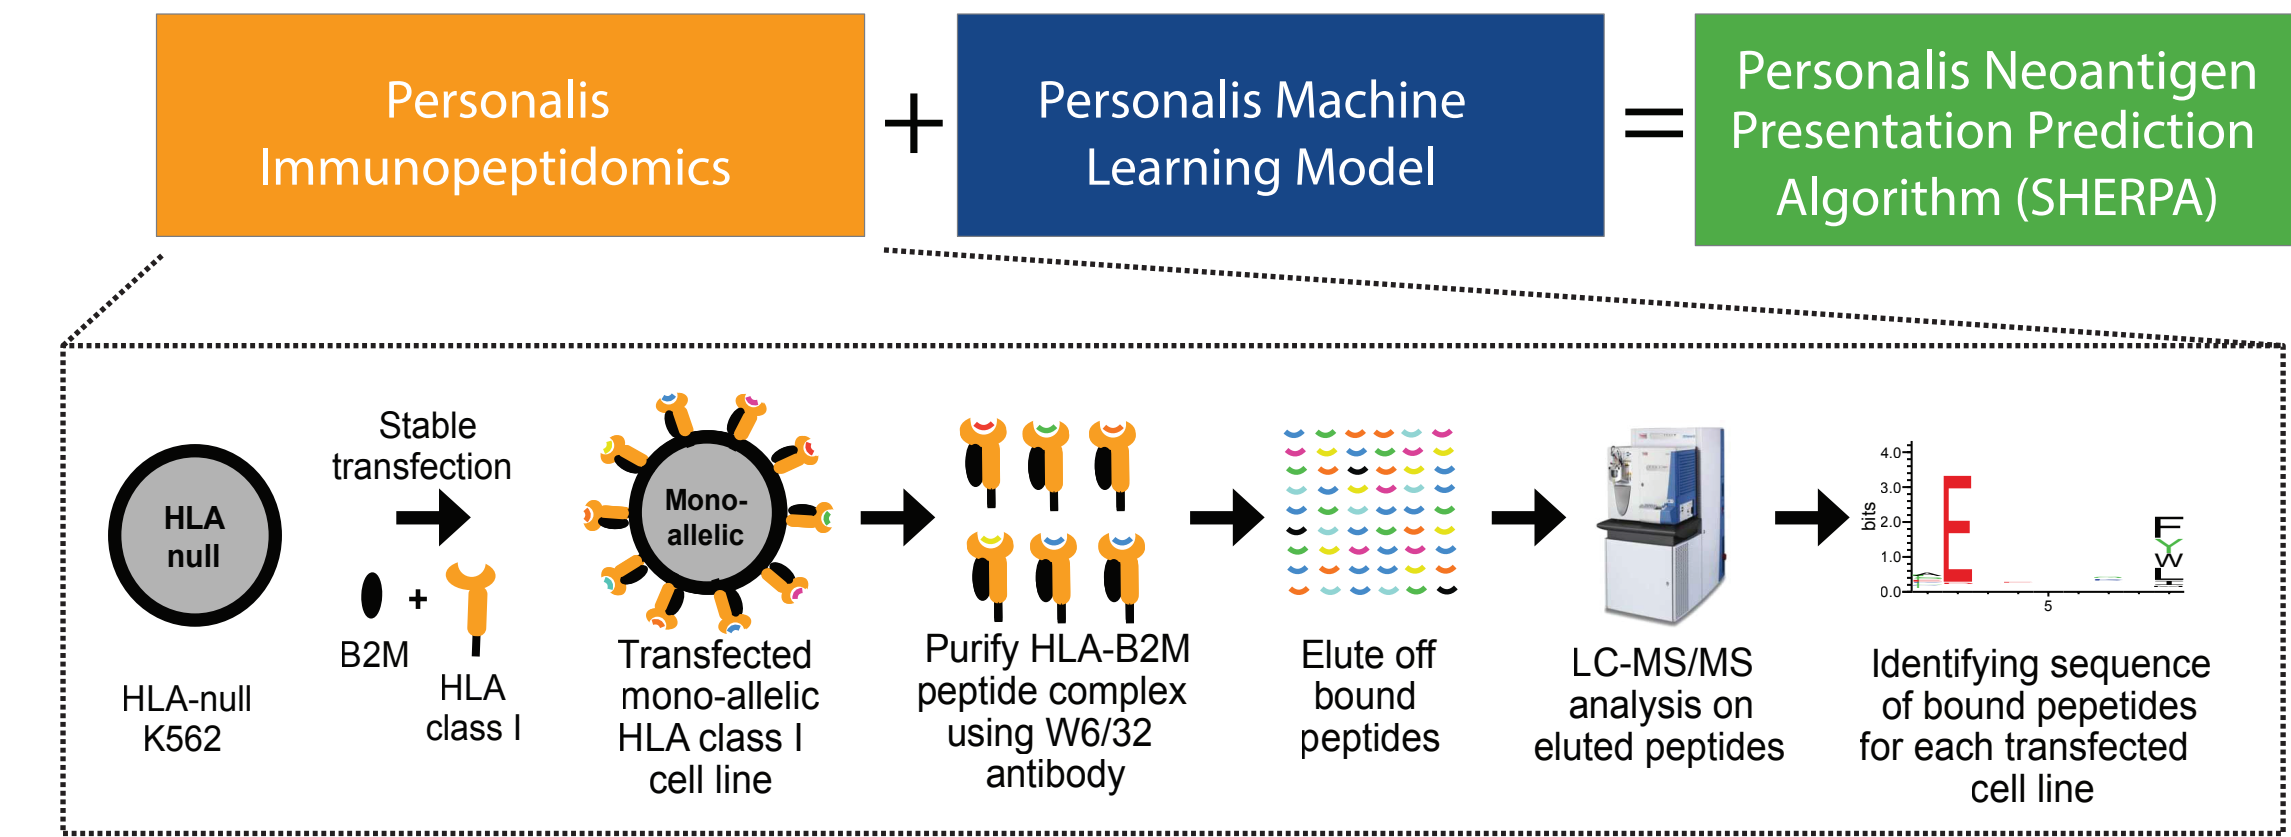 Personalis
Immunopeptidomics
+
Personalis Machine
Learning Model
=
Personalis Neoantigen
Presentation Prediction
Algorithm (SHERPA)
HLA
null
HLA-null
K562
Stable
transfection
B2M
+
HLA
class I
Mono-
allelic
Transfected
mono-allelic
HLA class I
cell line
Purify HLA-B2M
peptide complex
using W6/32
antibody
Elute off
bound
peptides
LC-MS/MS
analysis on
eluted peptides
bits
4.0
3.0
2.0
1.0
0.0
5
E
F
Y
W
L
Identifying sequence
of bound pepetides
for each transfected
cell line